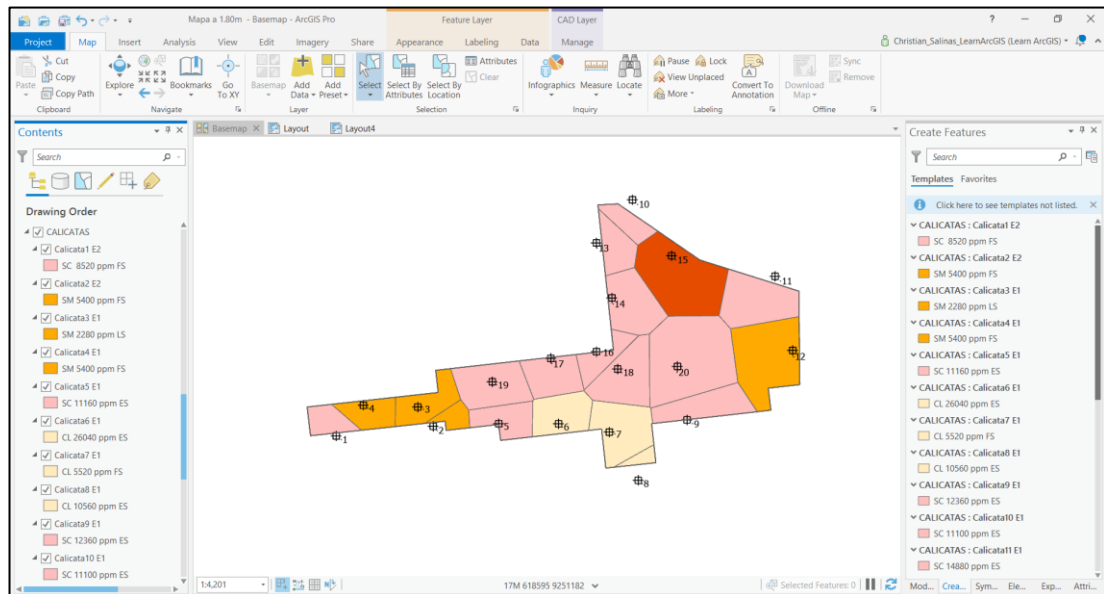 Mapa a 1.80m - Basemap - ArcGIS Pro
Feature Layer
CAD Layer
?
Project Map Insert Analysis View Edit Imagery Share Appearance Labeling Data Manage
Christian_Salinas_LearnArcGIS (Learn ArcGIS)
Paste
Cut
Copy
Copy Path
Clipboard
Explore
Bookmarks
Go To XY
Navigate
Basemap
Add Data
Add Preset
Layer
Select
Select By Attributes
Select By Location
Attributes
Clear
Selection
Infographics
Measure
Locate
Inquiry
Pause
Lock
View Unplaced
More
Convert To Annotation
Labeling
Download Map
Sync
Remove
Offline
Contents
Search
Drawing Order
CALICATAS
Calicata1 E2
SC 8520 ppm FS
Calicata2 E2
SM 5400 ppm FS
Calicata3 E1
SM 2280 ppm LS
Calicata4 E1
SM 5400 ppm FS
Calicata5 E1
SC 11160 ppm ES
Calicata6 E1
CL 26040 ppm ES
Calicata7 E1
CL 5520 ppm FS
Calicata8 E1
CL 10560 ppm ES
Calicata9 E1
SC 12360 ppm ES
Calicata10 E1
SC 11100 ppm ES
Basemap
Layout
Layout4
10
13
15
11
14
16
12
17
18
20
19
4
3
5
6
9
1
2
7
8
1:4,201
17M 618595 9251182
Selected Features: 0
Create Features
Search
Templates Favorites
Click here to see templates not listed.
CALICATAS : Calicata1 E2
SC 8520 ppm FS
CALICATAS : Calicata2 E2
SM 5400 ppm FS
CALICATAS : Calicata3 E1
SM 2280 ppm LS
CALICATAS : Calicata4 E1
SM 5400 ppm FS
CALICATAS : Calicata5 E1
SC 11160 ppm ES
CALICATAS : Calicata6 E1
CL 26040 ppm ES
CALICATAS : Calicata7 E1
CL 5520 ppm FS
CALICATAS : Calicata8 E1
CL 10560 ppm ES
CALICATAS : Calicata9 E1
SC 12360 ppm ES
CALICATAS : Calicata10 E1
SC 11100 ppm ES
CALICATAS : Calicata11 E1
SC 14880 ppm ES
Mod... Crea... Sym... Ele... Exp... Attri...